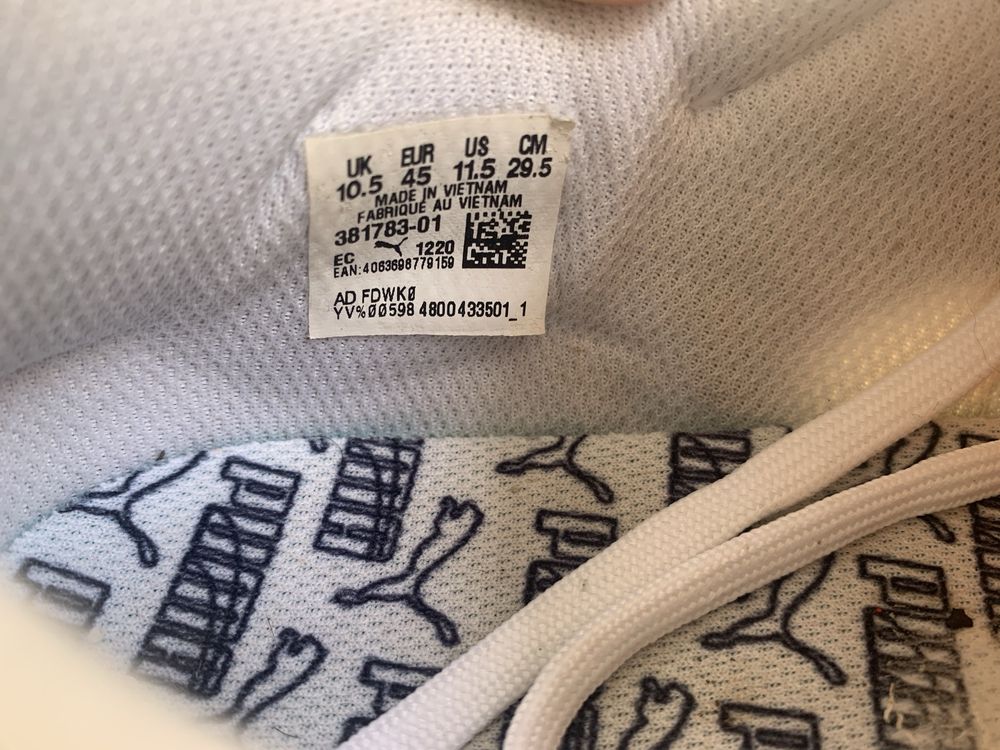 UK EUR US CM
10.5 45 11.5 29.5
MADE IN VIETNAM
FABRIQUE AU VIETNAM
381783-01
EC 1220
EAN:4063698779159
AD FDWK0
YV%00598 4800433501_1